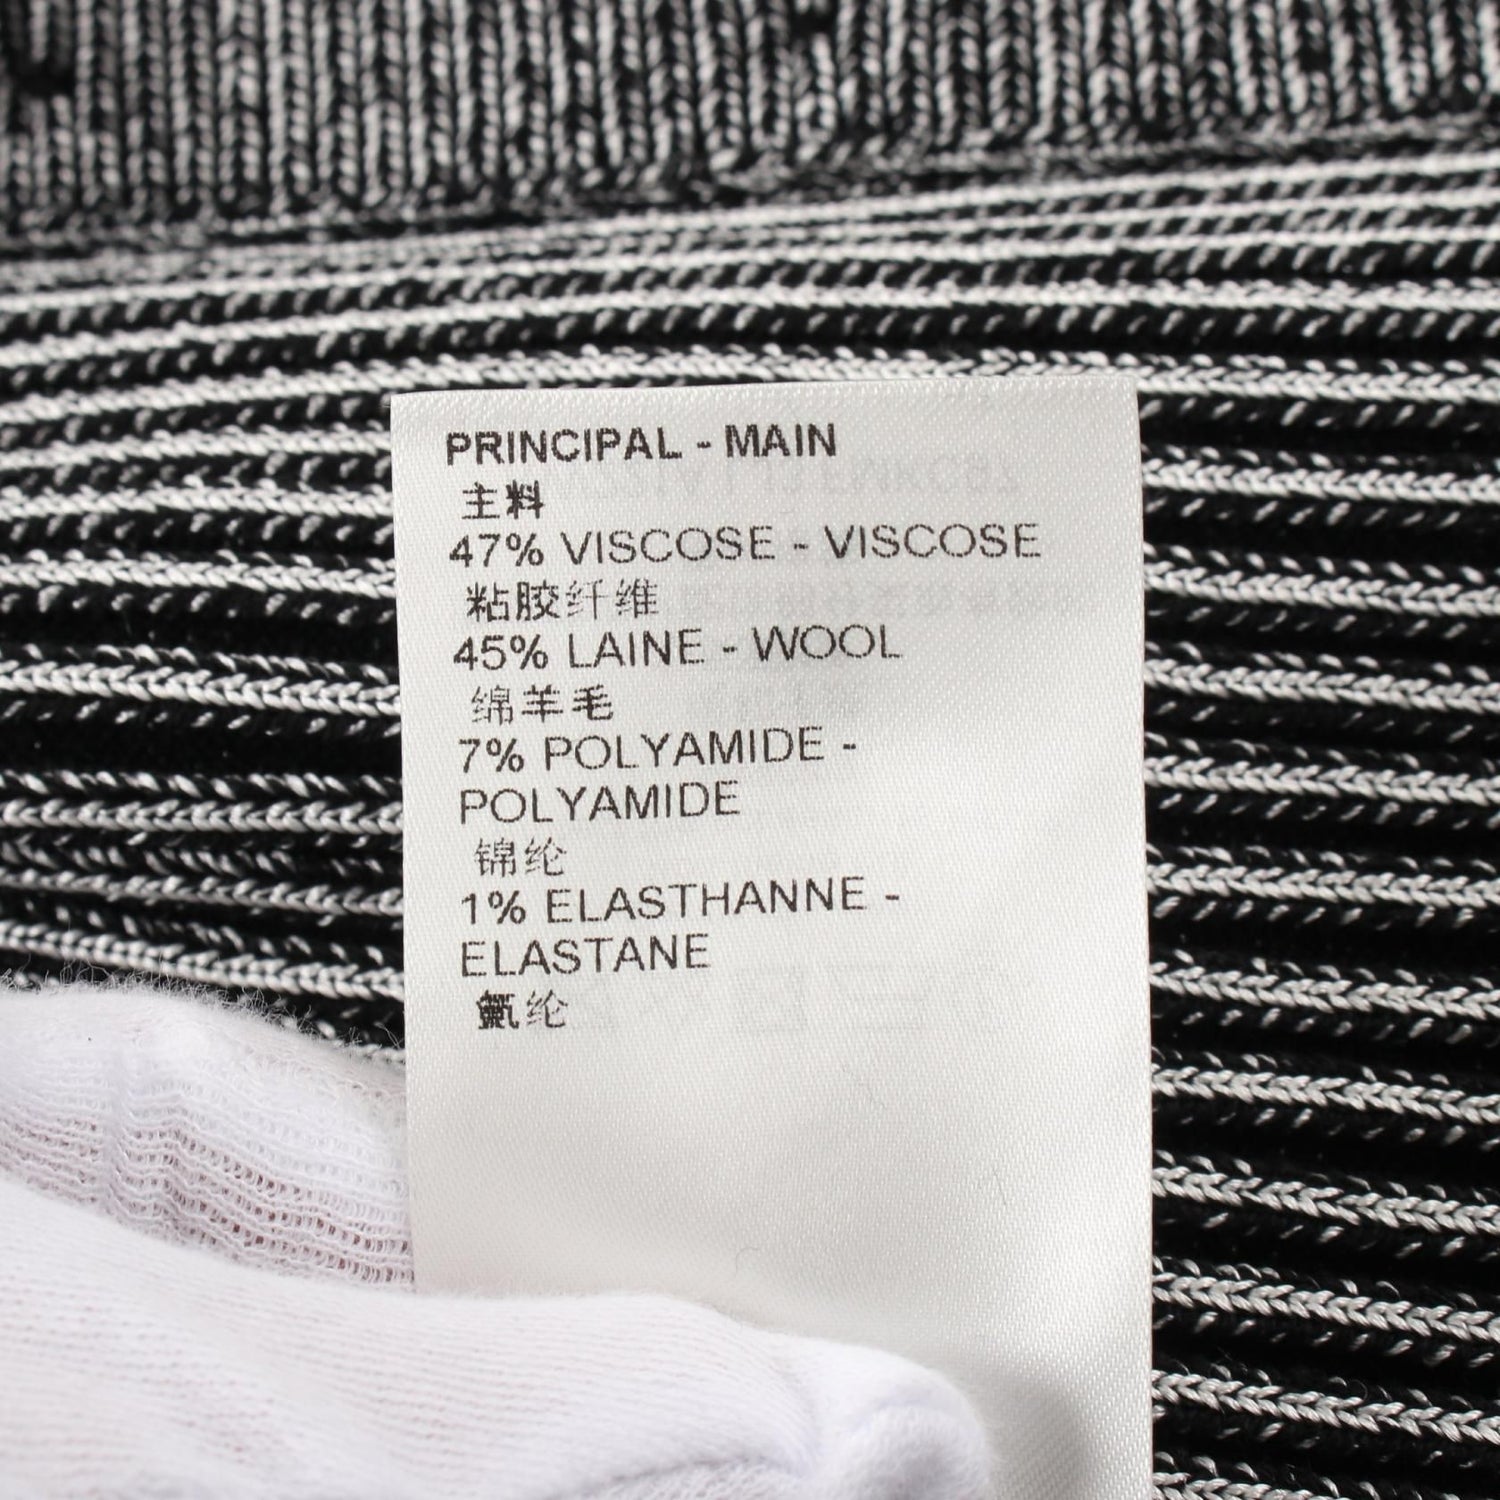 PRINCIPAL - MAIN
主料
47% VISCOSE - VISCOSE
粘胶纤维
45% LAINE - WOOL
绵羊毛
7% POLYAMIDE -
POLYAMIDE
锦纶
1% ELASTHANNE -
ELASTANE
氨纶